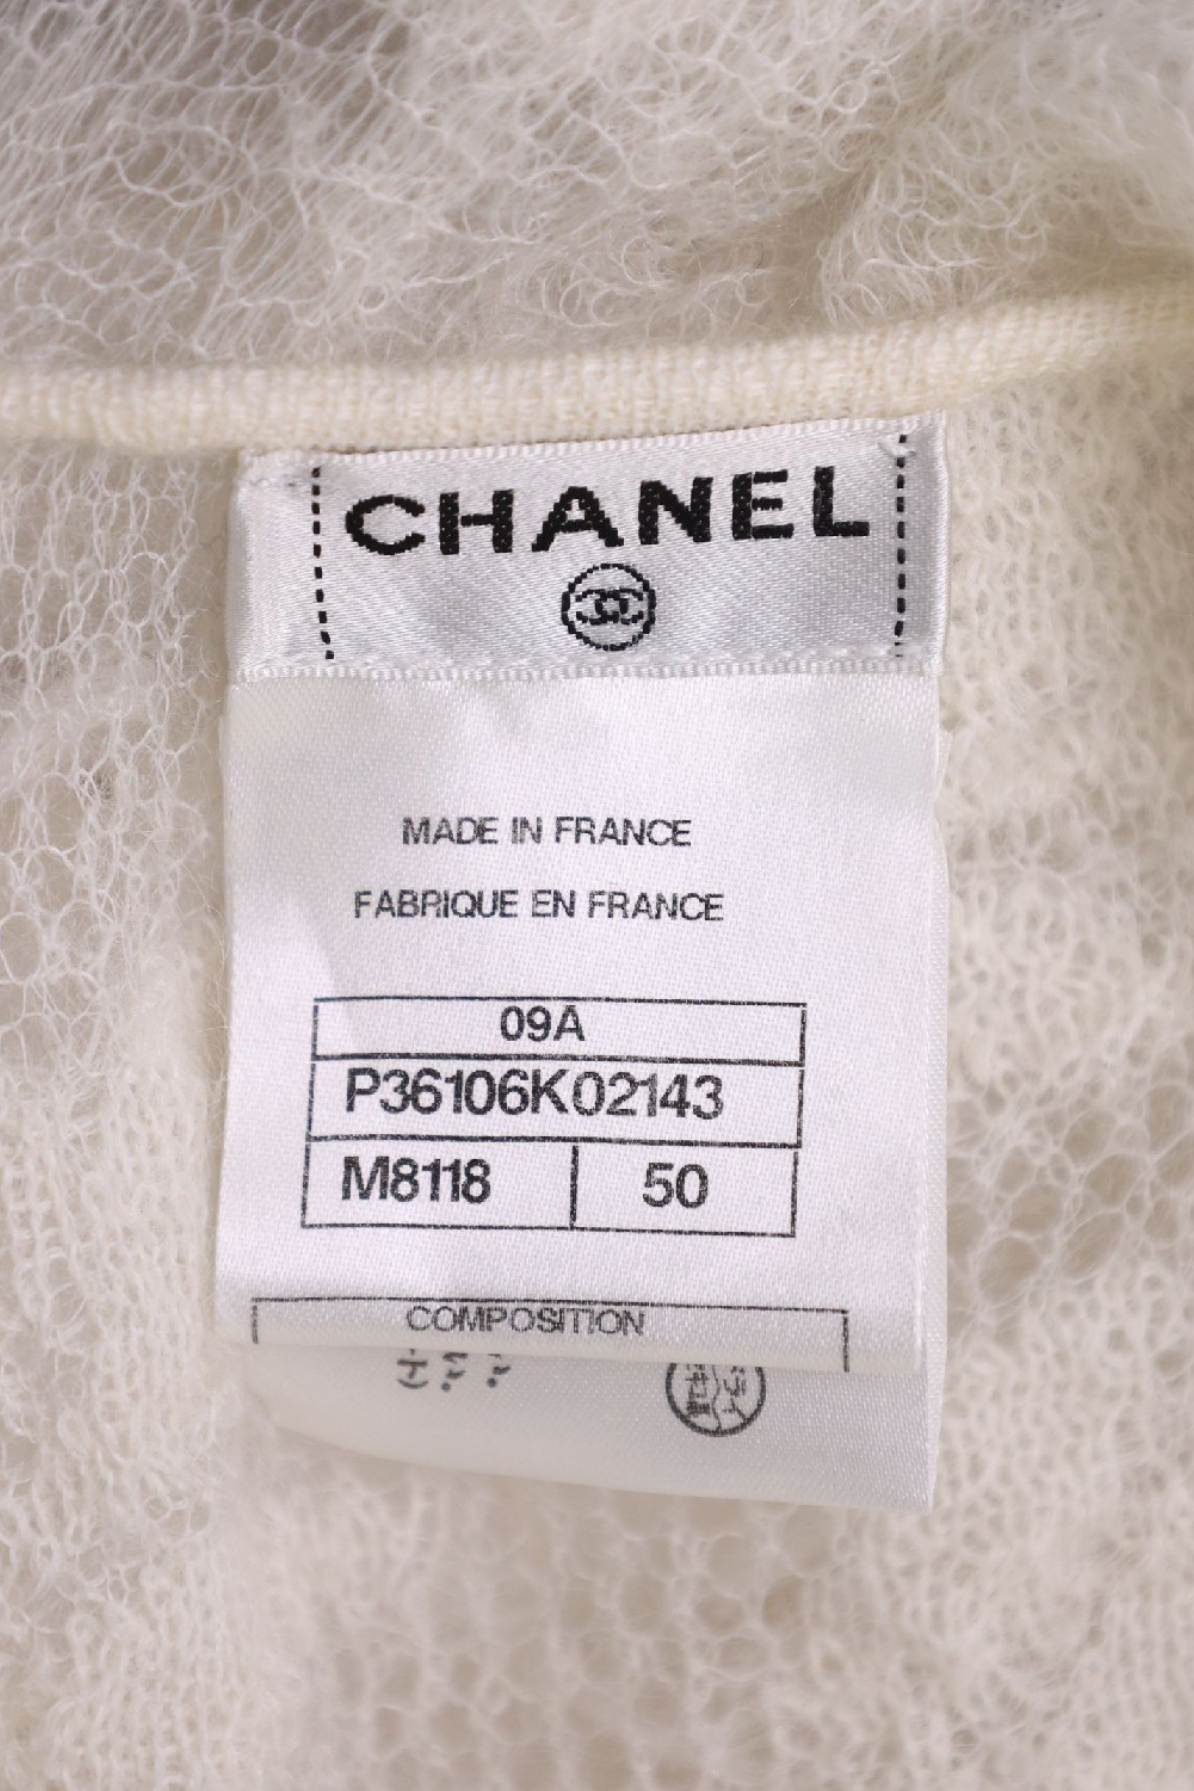 CHANEL
MADE IN FRANCE
FABRIQUE EN FRANCE
09A
P36106K02143
M8118 50
COMPOSITION